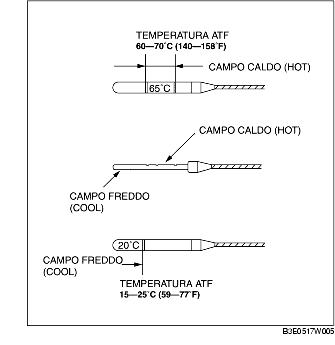 TEMPERATURA ATF
60—70˚C (140—158˚F)
CAMPO CALDO (HOT)
65˚C
CAMPO CALDO (HOT)
CAMPO FREDDO
(COOL)
20˚C
CAMPO FREDDO
(COOL)
TEMPERATURA ATF
15—25˚C (59—77˚F)
B3E0517W005